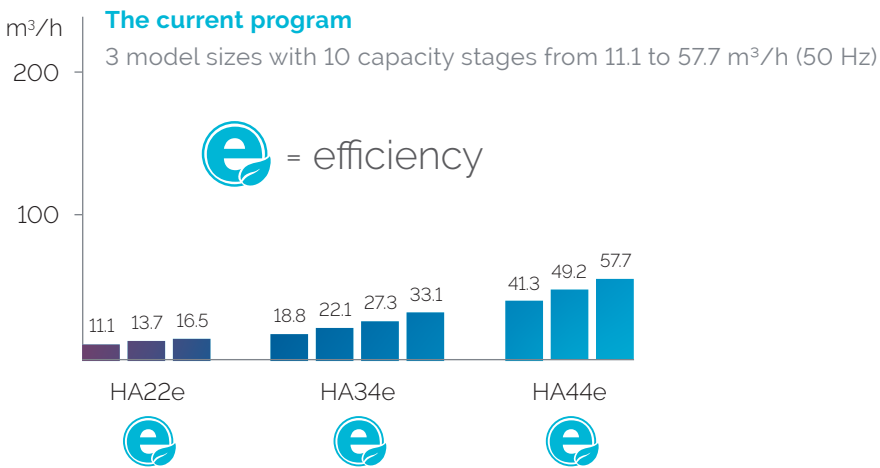 The current program
m³/h
3 model sizes with 10 capacity stages from 11.1 to 57.7 m³/h (50 Hz)
200
e = efficiency
100
11.1 13.7 16.5 18.8 22.1 27.3 33.1 41.3 49.2 57.7
HA22e HA34e HA44e
e e e